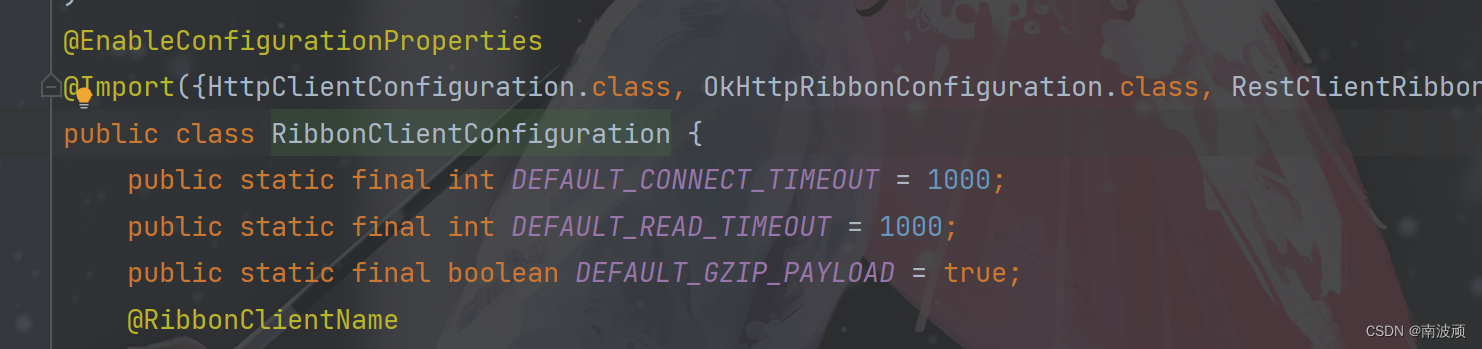 @EnableConfigurationProperties
@Import({HttpClientConfiguration.class, OkHttpRibbonConfiguration.class, RestClientRibbon
public class RibbonClientConfiguration {
public static final int DEFAULT_CONNECT_TIMEOUT = 1000;
public static final int DEFAULT_READ_TIMEOUT = 1000;
public static final boolean DEFAULT_GZIP_PAYLOAD = true;
@RibbonClientName
CSDN @南波顽